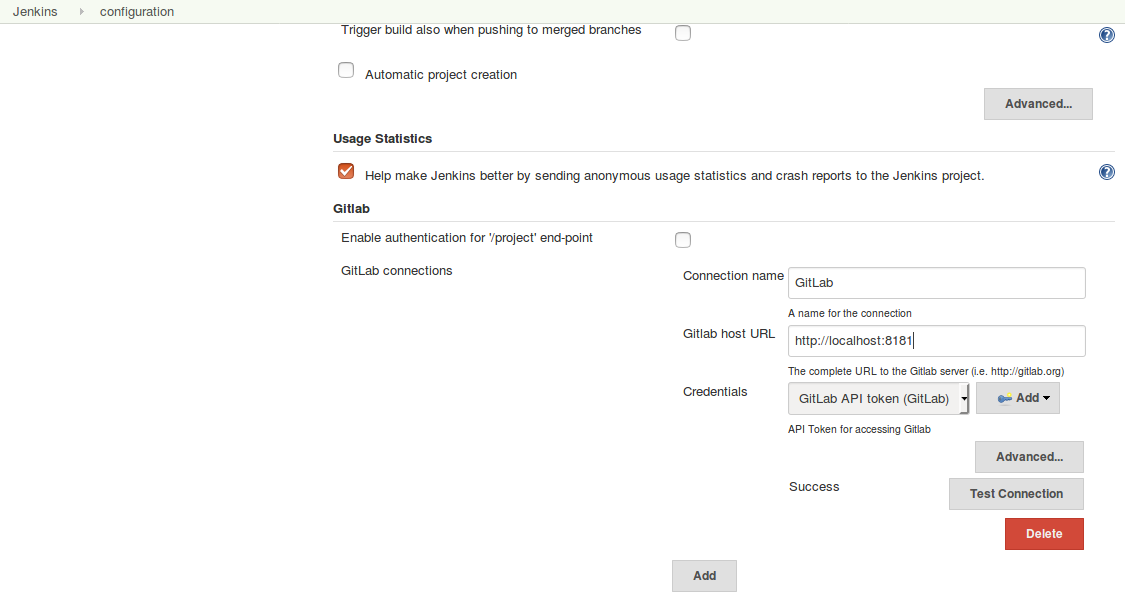 Jenkins configuration
Trigger build also when pushing to merged branches
Automatic project creation
Advanced...
Usage Statistics
Help make Jenkins better by sending anonymous usage statistics and crash reports to the Jenkins project.
Gitlab
Enable authentication for '/project' end-point
GitLab connections
Connection name GitLab
A name for the connection
Gitlab host URL http://localhost:8181
The complete URL to the Gitlab server (i.e. http://gitlab.org)
Credentials GitLab API token (GitLab) Add
API Token for accessing Gitlab
Advanced...
Success Test Connection
Delete
Add